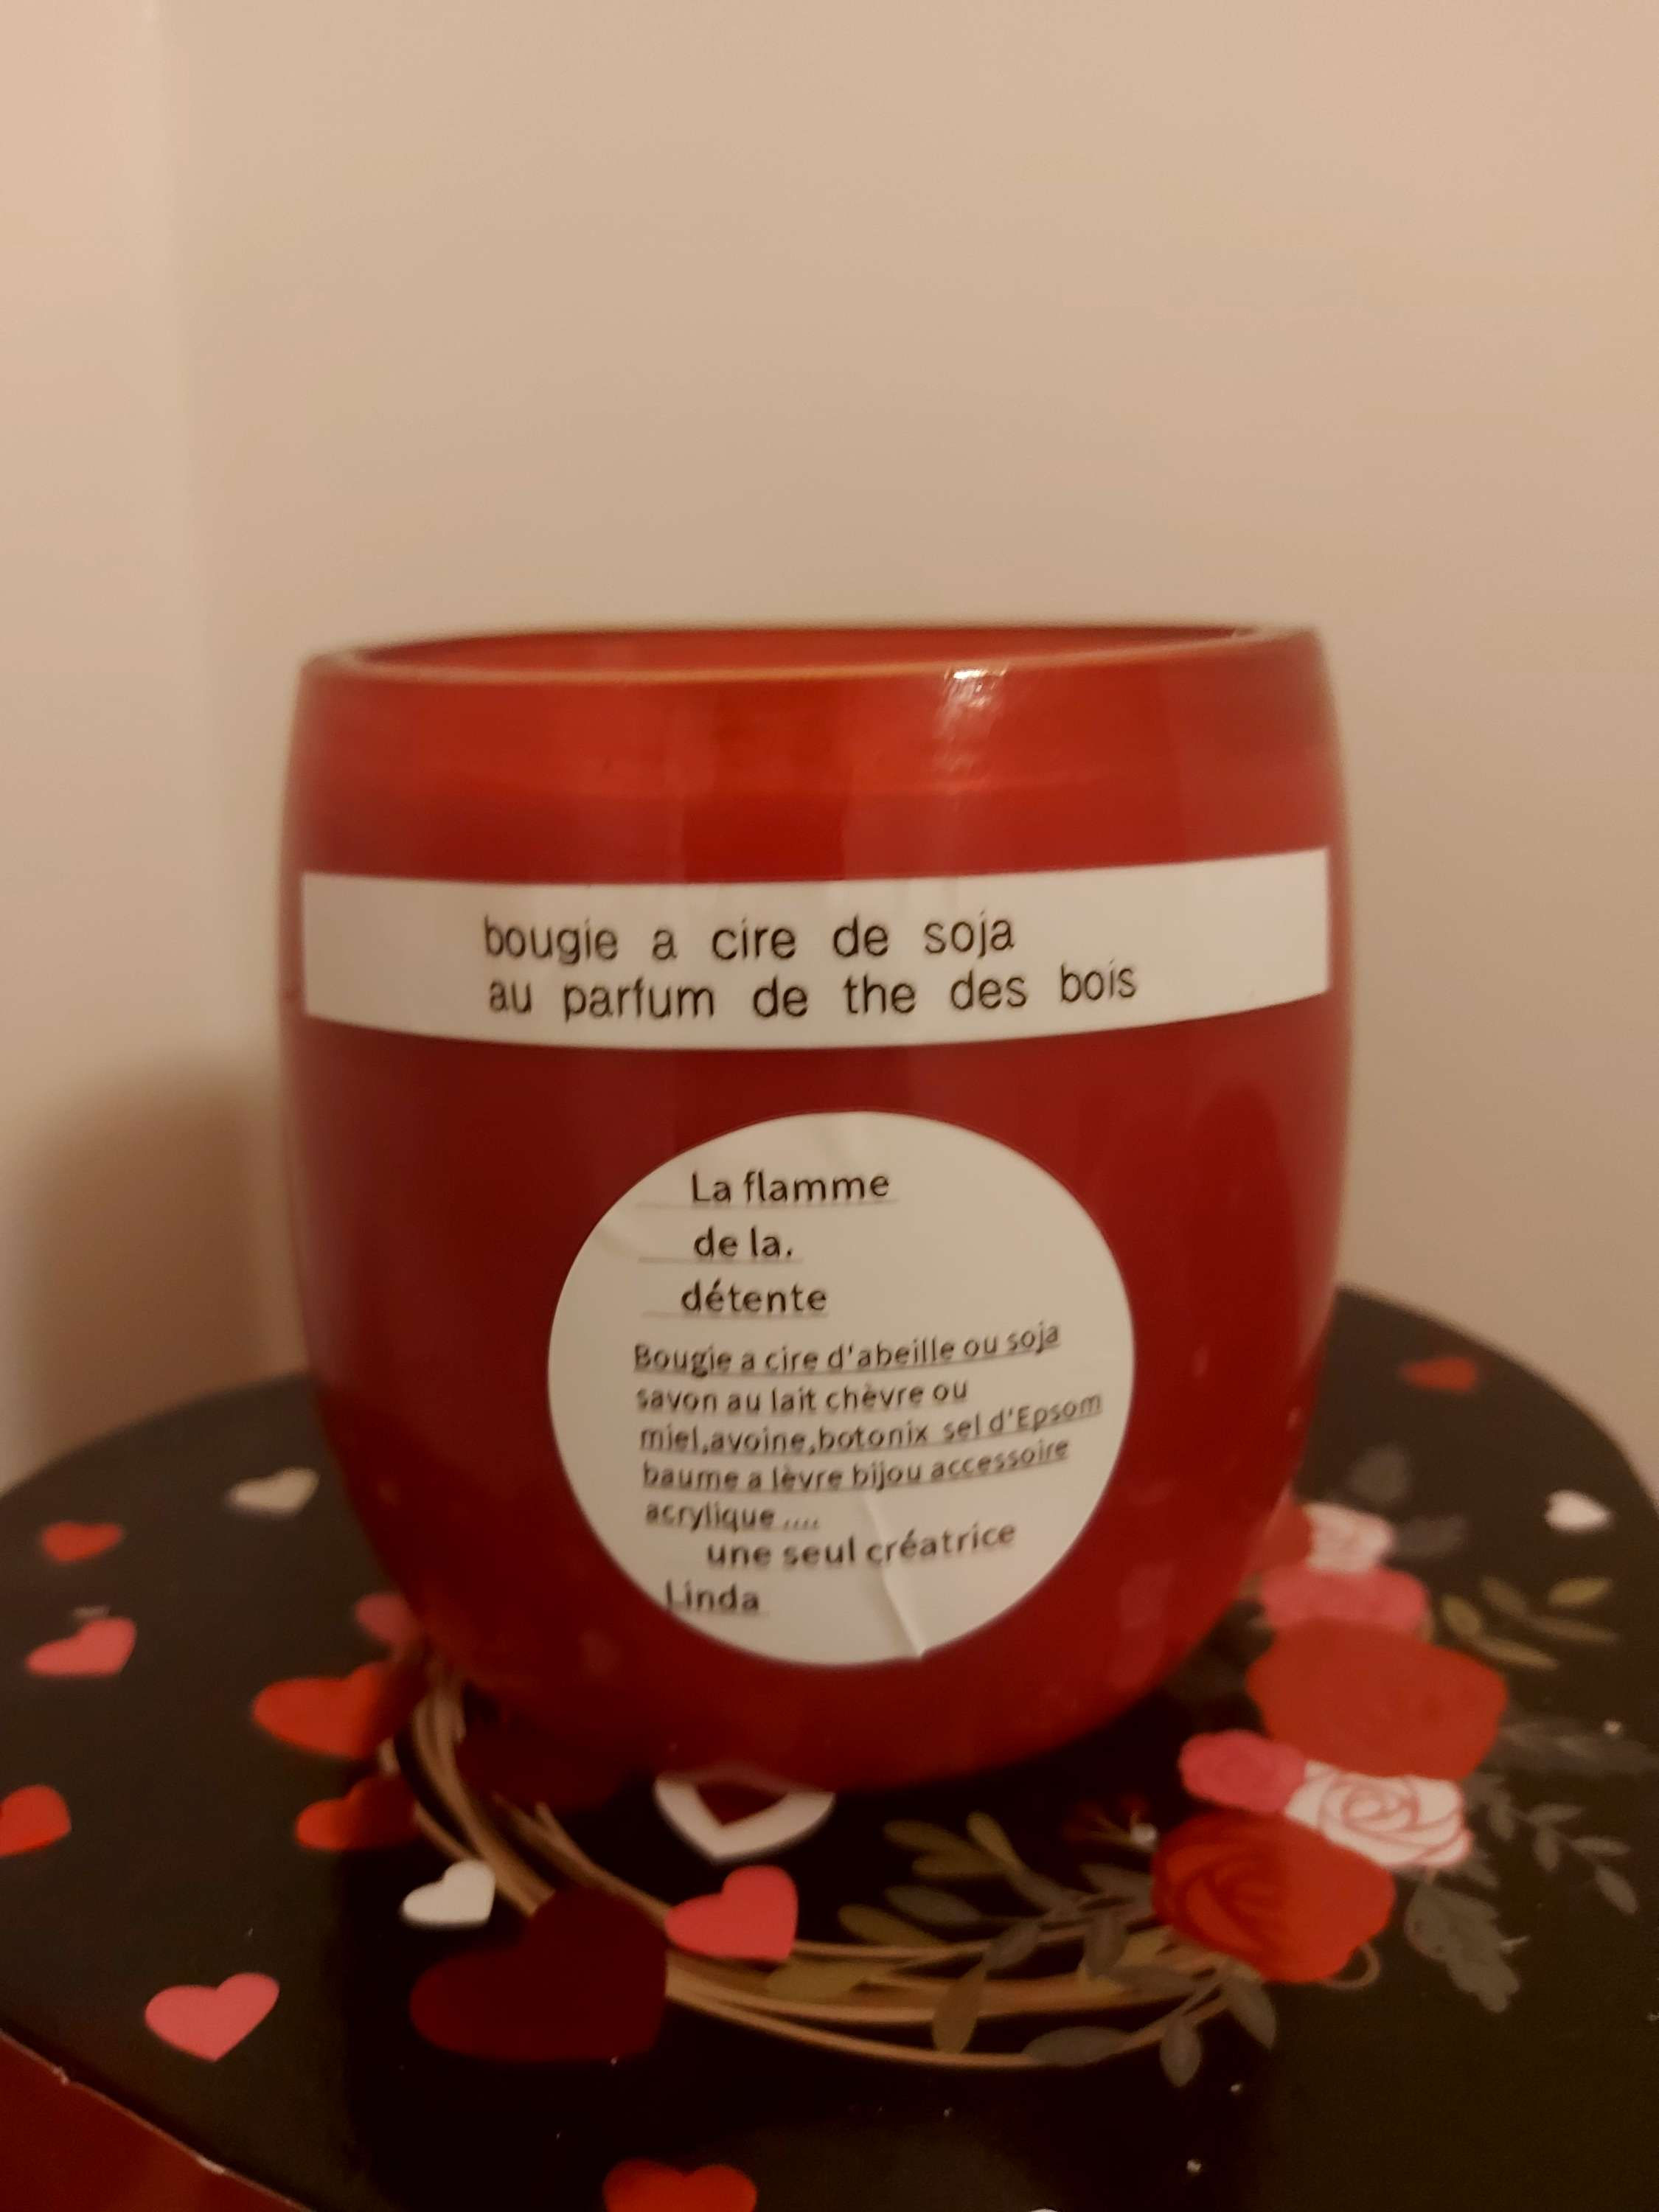 bougie a cire de soja
au parfum de the des bois
La flamme
de la.
détente
Bougie a cire d'abeille ou soja
savon au lait chèvre ou
miel,avoine,botonix sel d'Epsom
baume a lèvre bijou accessoire
acrylique ....
une seul créatrice
Linda